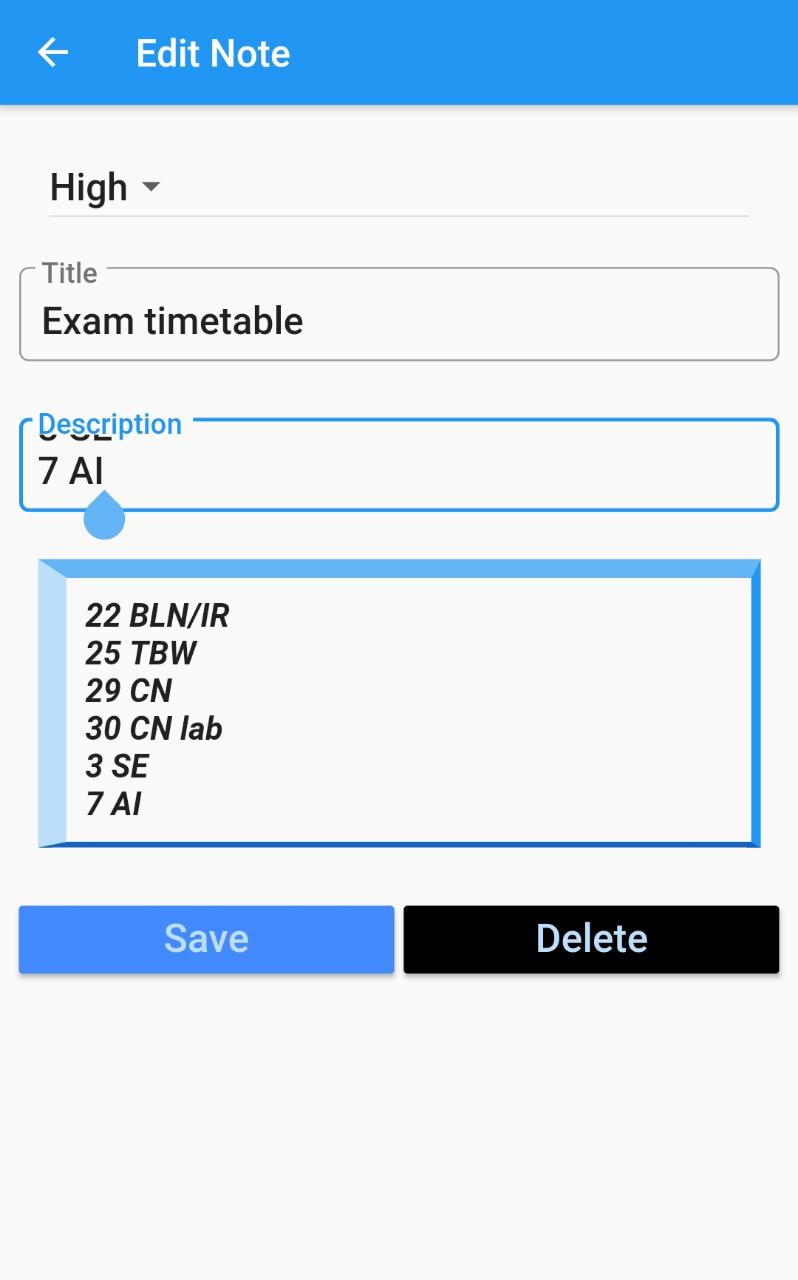 Edit Note
High
Title
Exam timetable
Description
7 AI
22 BLN/IR
25 TBW
29 CN
30 CN lab
3 SE
7 AI
Save Delete